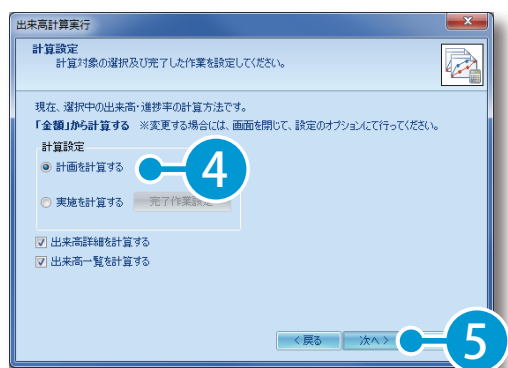 出来高計算実行
計算設定
計算対象の選択及び完了した作業を設定してください。
現在、選択中の出来高・進捗率の計算方法です。
「金額」から計算する ※変更する場合には、画面を閉じて、設定のオプションにて行ってください。
計算設定
計画を計算する
4
実施を計算する 完了作業設定
出来高詳細を計算する
出来高一覧を計算する
<戻る 次へ>
5